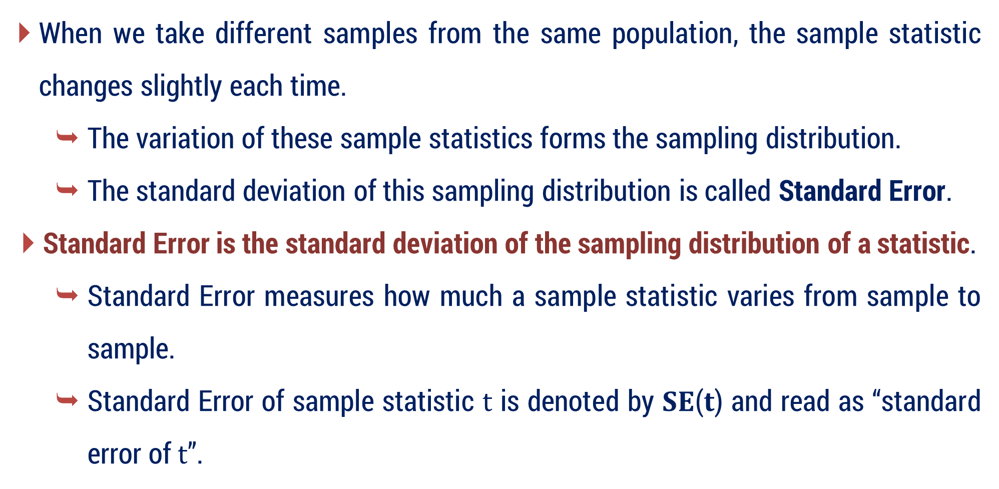 When we take different samples from the same population, the sample statistic
changes slightly each time.
The variation of these sample statistics forms the sampling distribution.
The standard deviation of this sampling distribution is called Standard Error.
Standard Error is the standard deviation of the sampling distribution of a statistic.
Standard Error measures how much a sample statistic varies from sample to
sample.
Standard Error of sample statistic t is denoted by SE(t) and read as “standard
error of t”.